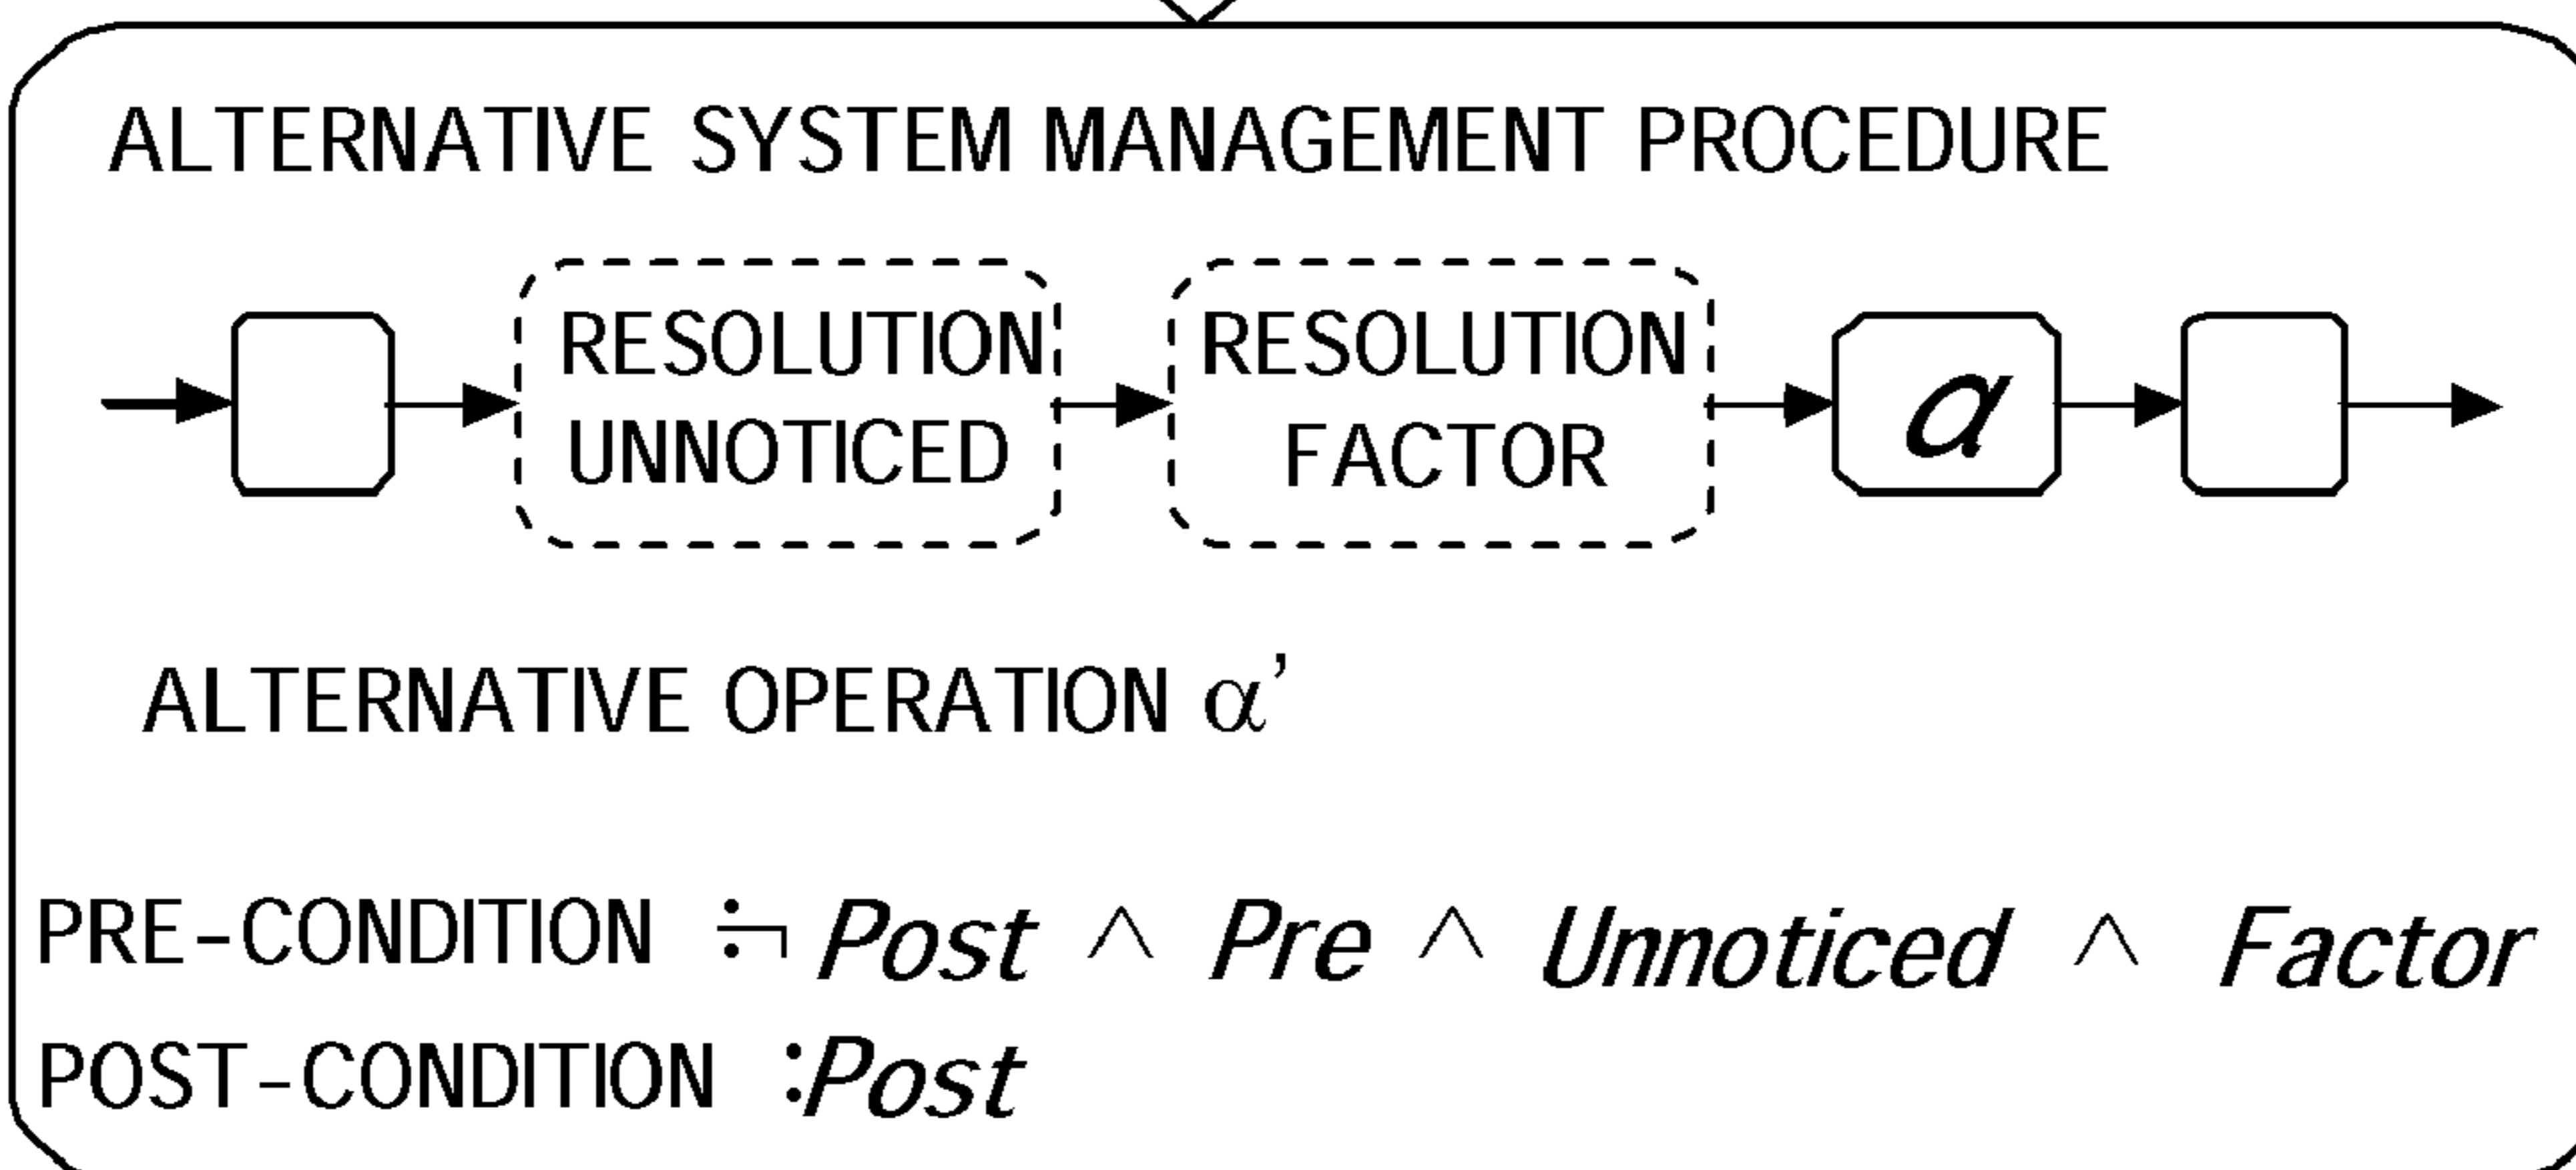 ALTERNATIVE SYSTEM MANAGEMENT PROCEDURE
RESOLUTION
UNNOTICED
RESOLUTION
FACTOR
α
ALTERNATIVE OPERATION α’
PRE-CONDITION :¬ Post ∧ Pre ∧ Unnoticed ∧ Factor
POST-CONDITION :Post